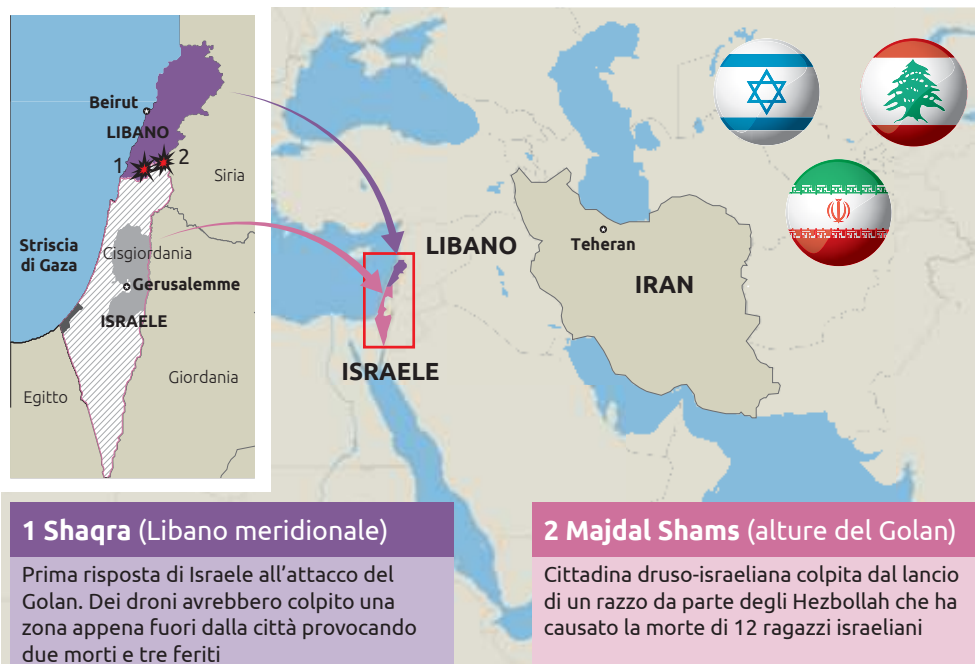 Beirut
LIBANO
1
2
Siria
Striscia
di Gaza
Cisgiordania
Gerusalemme
ISRAELE
Giordania
Egitto
LIBANO
Teheran
IRAN
ISRAELE
1 Shaqra (Libano meridionale)
Prima risposta di Israele all'attacco del
Golan. Dei droni avrebbero colpito una
zona appena fuori dalla città provocando
due morti e tre feriti
2 Majdal Shams (alture del Golan)
Cittadina druso-israeliana colpita dal lancio
di un razzo da parte degli Hezbollah che ha
causato la morte di 12 ragazzi israeliani